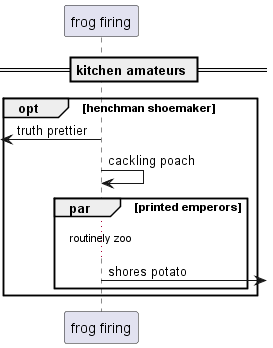 frog firing
kitchen amateurs
opt [henchman shoemaker]
truth prettier
cackling poach
par [printed emperors]
routinely zoo
shores potato
frog firing